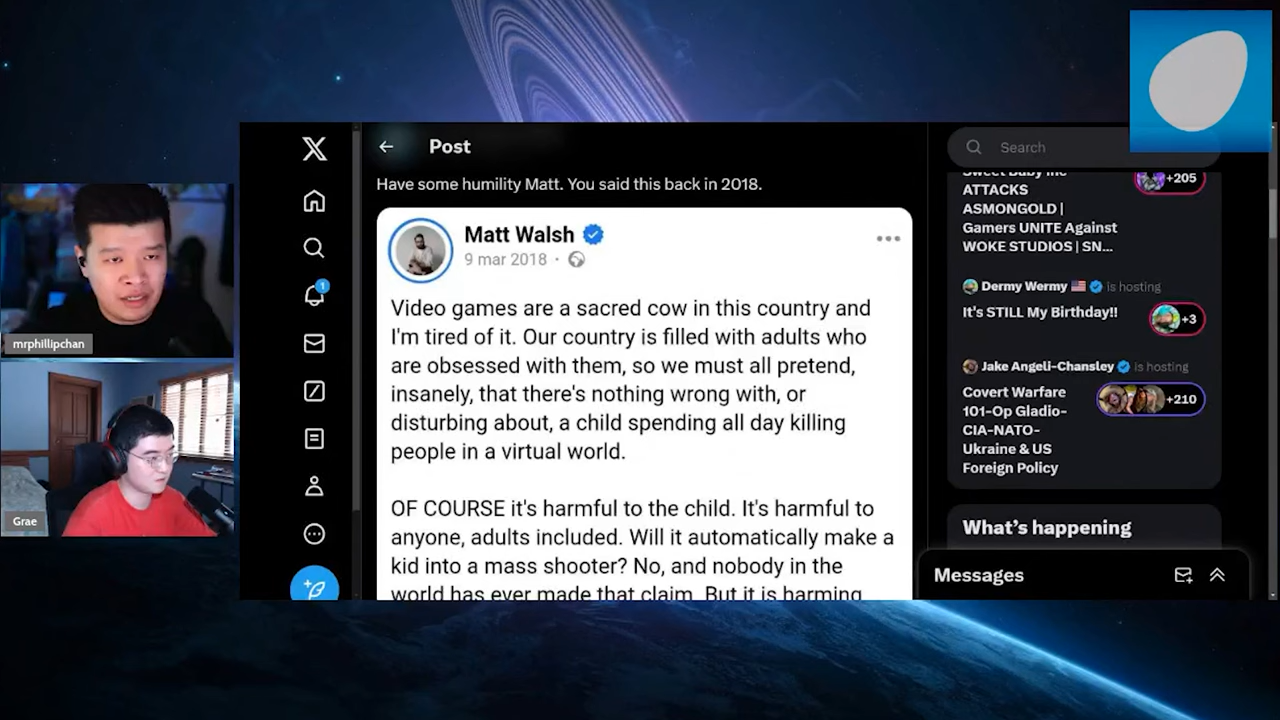 Post
Search
Have some humility Matt. You said this back in 2018.
Matt Walsh
9 mar 2018 ·
Video games are a sacred cow in this country and
I'm tired of it. Our country is filled with adults who
are obsessed with them, so we must all pretend,
insanely, that there's nothing wrong with, or
disturbing about, a child spending all day killing
people in a virtual world.
OF COURSE it's harmful to the child. It's harmful to
anyone, adults included. Will it automatically make a
kid into a mass shooter? No, and nobody in the
world has ever made that claim. But it is harming
Sweet Baby Inc
ATTACKS
ASMONGOLD |
Gamers UNITE Against
WOKE STUDIOS | SN...
+205
Dermy Wermy is hosting
It's STILL My Birthday!!
+3
Jake Angeli-Chansley is hosting
Covert Warfare
101-Op Gladio-
CIA-NATO-
Ukraine & US
Foreign Policy
+210
What's happening
Messages
1
mrphillipchan
Grae